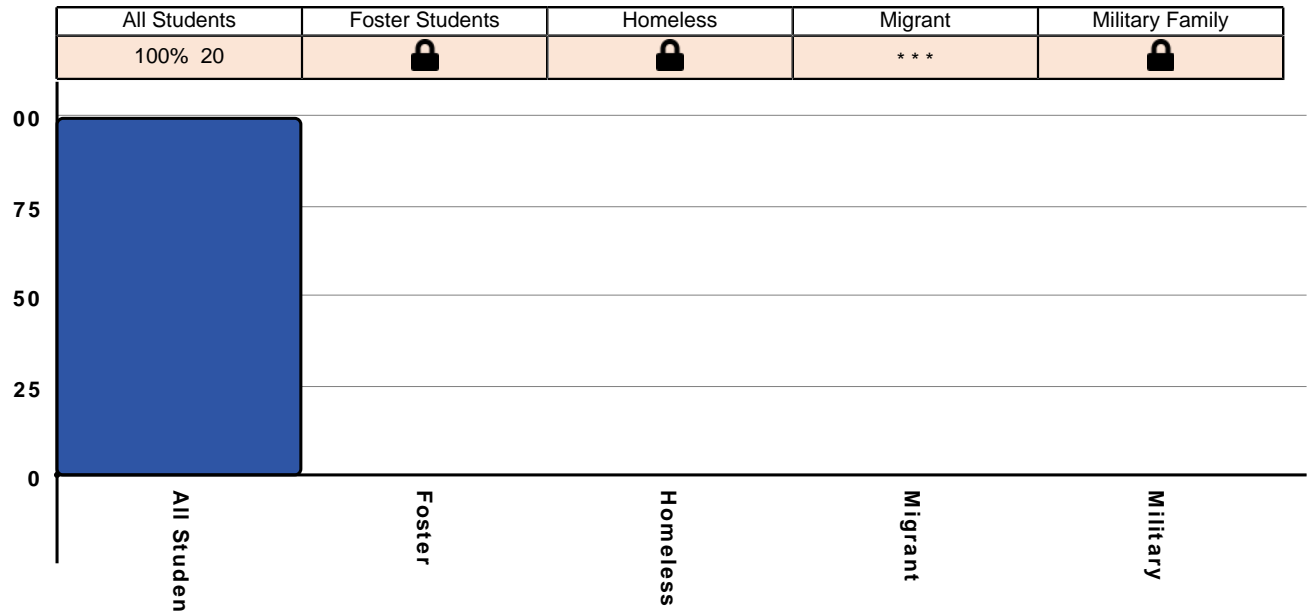 All Students Foster Students Homeless Migrant Military Family
100% 20 * * *
00
75
50
25
0
All Studen
Foster
Homeless
Migrant
Military